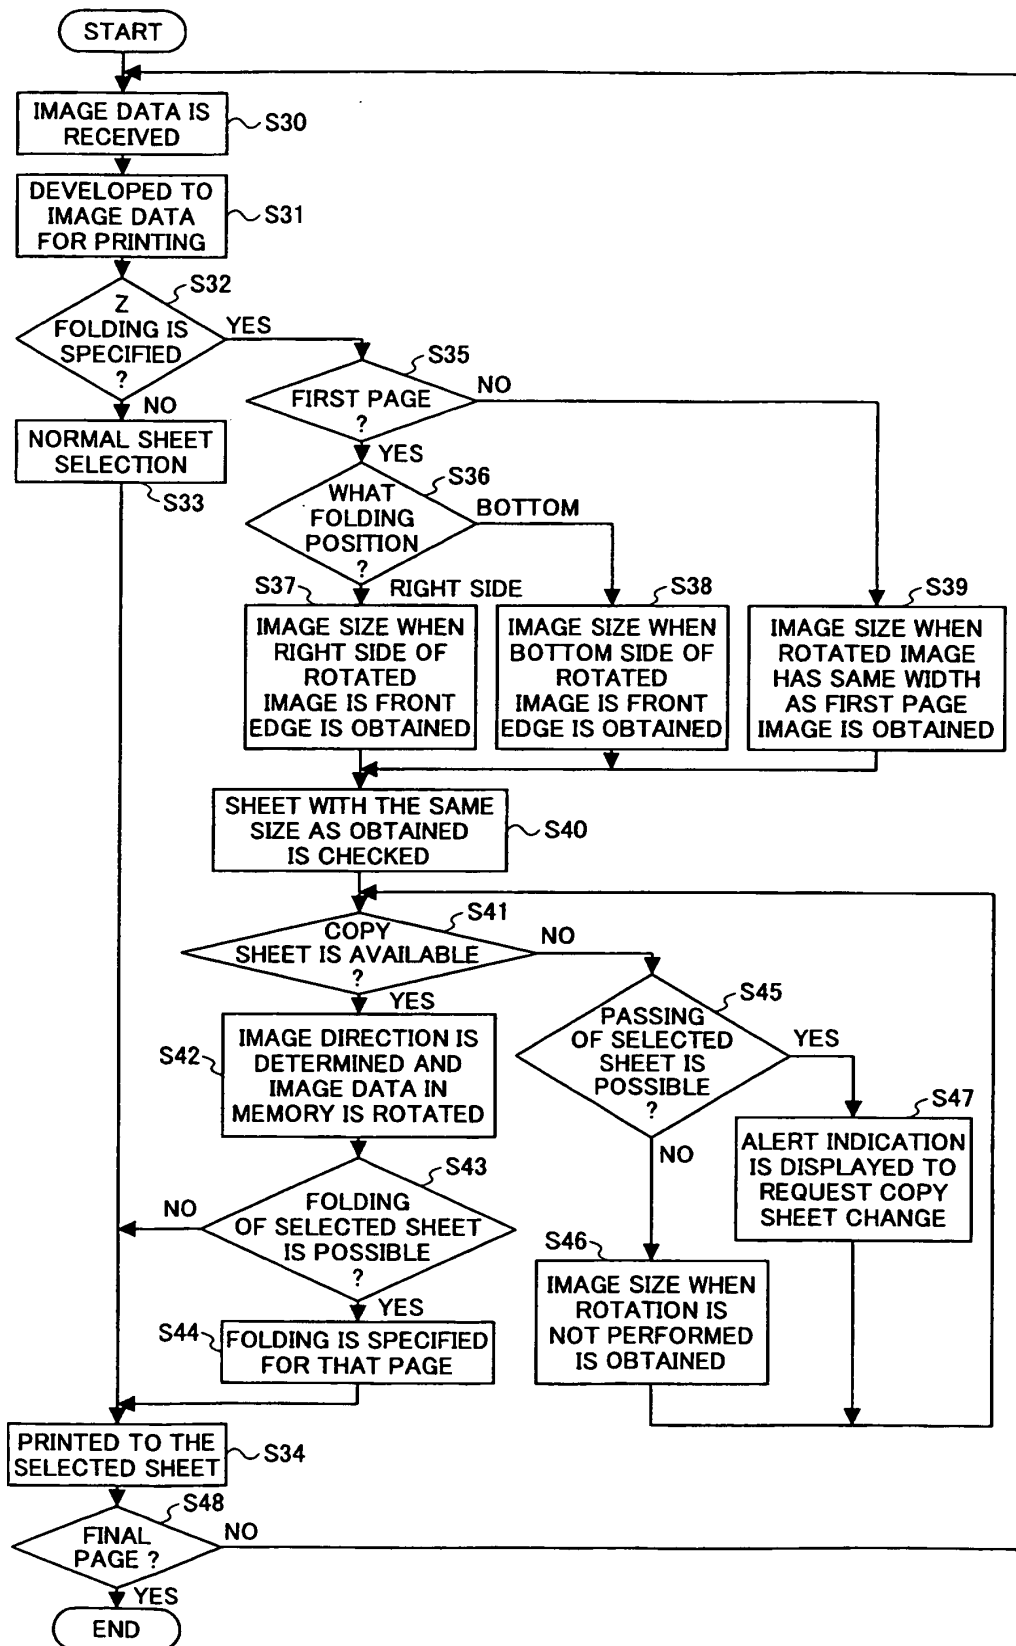 START
IMAGE DATA IS
RECEIVED
S30
DEVELOPED TO
IMAGE DATA
FOR PRINTING
S31
S32
Z
FOLDING IS
SPECIFIED
?
YES
NO
NORMAL SHEET
SELECTION
S33
S35
FIRST PAGE
?
NO
YES
S36
WHAT
FOLDING
POSITION
?
BOTTOM
RIGHT SIDE
S37
IMAGE SIZE WHEN
RIGHT SIDE OF
ROTATED
IMAGE IS FRONT
EDGE IS OBTAINED
S38
IMAGE SIZE WHEN
BOTTOM SIDE OF
ROTATED
IMAGE IS FRONT
EDGE IS OBTAINED
S39
IMAGE SIZE WHEN
ROTATED IMAGE
HAS SAME WIDTH
AS FIRST PAGE
IMAGE IS OBTAINED
SHEET WITH THE SAME
SIZE AS OBTAINED
IS CHECKED
S40
S41
COPY
SHEET IS AVAILABLE
?
NO
YES
S42
IMAGE DIRECTION IS
DETERMINED AND
IMAGE DATA IN
MEMORY IS ROTATED
S45
PASSING
OF SELECTED
SHEET IS
POSSIBLE
?
YES
NO
S47
ALERT INDICATION
IS DISPLAYED TO
REQUEST COPY
SHEET CHANGE
S43
FOLDING
OF SELECTED SHEET
IS POSSIBLE
?
NO
YES
S46
IMAGE SIZE WHEN
ROTATION IS
NOT PERFORMED
IS OBTAINED
S44
FOLDING IS SPECIFIED
FOR THAT PAGE
PRINTED TO THE
SELECTED SHEET
S34
S48
FINAL
PAGE ?
NO
YES
END